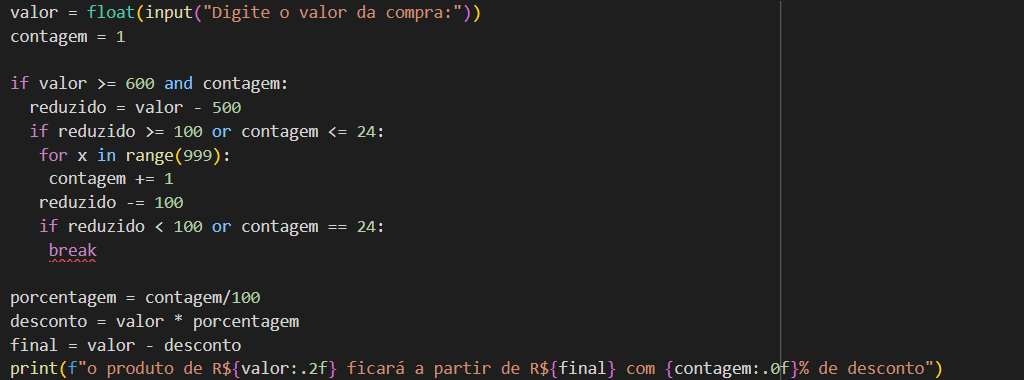 valor = float(input("Digite o valor da compra:"))
contagem = 1

if valor >= 600 and contagem:
  reduzido = valor - 500
  if reduzido >= 100 or contagem <= 24:
   for x in range(999):
    contagem += 1
   reduzido -= 100
   if reduzido < 100 or contagem == 24:
    break

porcentagem = contagem/100
desconto = valor * porcentagem
final = valor - desconto
print(f"o produto de R${valor:.2f} ficará a partir de R${final} com {contagem:.0f}% de desconto")